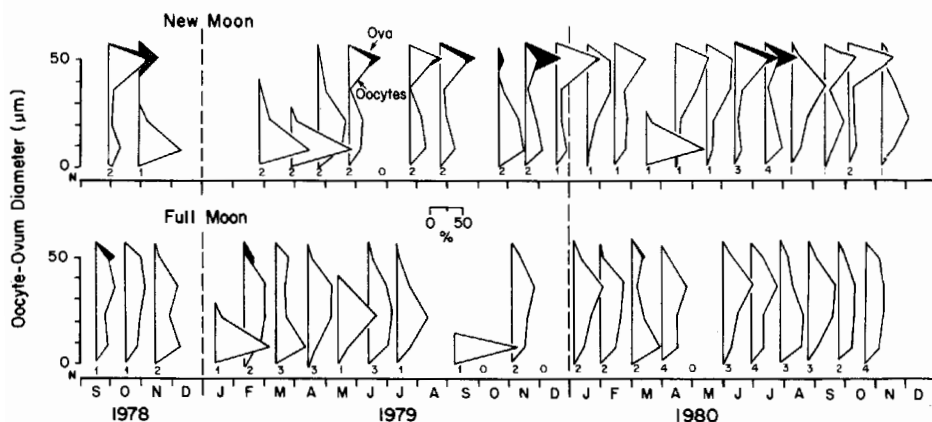 New Moon
Ova
Oocytes
Oocyte-Ovum Diameter (μm)
50
0
N 2 1 2 2 2 2 0 2 2 2 2 1 1 1 1 1 1 3 4 2
Full Moon
0 50
%
50
0
N 1 1 2 1 2 3 3 1 3 1 1 0 2 0 2 2 2 4 0 3 4 3 3 2 4
S O N D J F M A M J J A S O N D J F M A M J J A S O N D
1978 1979 1980